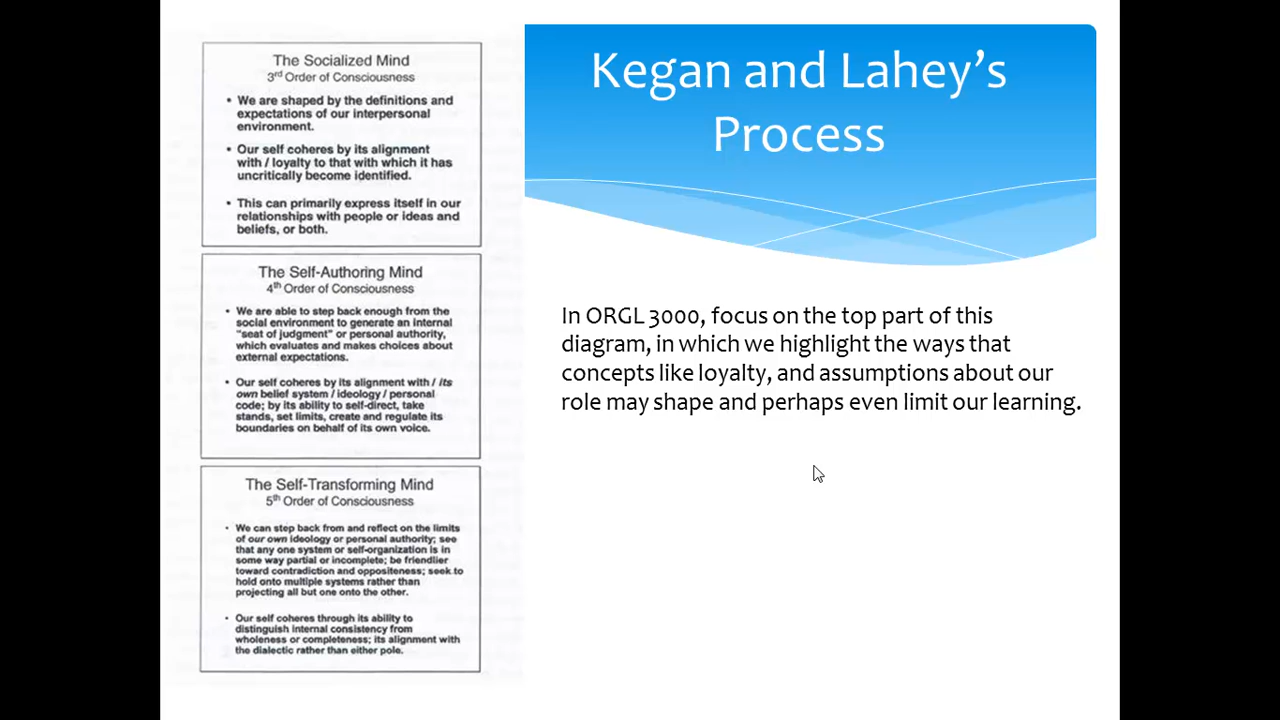 The Socialized Mind
3rd Order of Consciousness
• We are shaped by the definitions and
expectations of our interpersonal
environment.
• Our self coheres by its alignment
with / loyalty to that with which it has
uncritically become identified.
• This can primarily express itself in our
relationships with people or ideas and
beliefs, or both.
The Self-Authoring Mind
4th Order of Consciousness
• We are able to step back enough from the
social environment to generate an internal
"seat of judgment" or personal authority,
which evaluates and makes choices about
external expectations.
• Our self coheres by its alignment with / its
own belief system / ideology / personal
code; by its ability to self-direct, take
stands, set limits, create and regulate its
boundaries on behalf of its own voice.
The Self-Transforming Mind
5th Order of Consciousness
• We can step back from and reflect on the limits
of our own ideology or personal authority; see
that any one system or self-organization is in
some way partial or incomplete; be friendlier
toward contradiction and oppositeness; seek to
hold onto multiple systems rather than
projecting all but one onto the other.
• Our self coheres through its ability to
distinguish internal consistency from
wholeness or completeness; its alignment with
the dialectic rather than either pole.
Kegan and Lahey’s
Process
In ORGL 3000, focus on the top part of this
diagram, in which we highlight the ways that
concepts like loyalty, and assumptions about our
role may shape and perhaps even limit our learning.